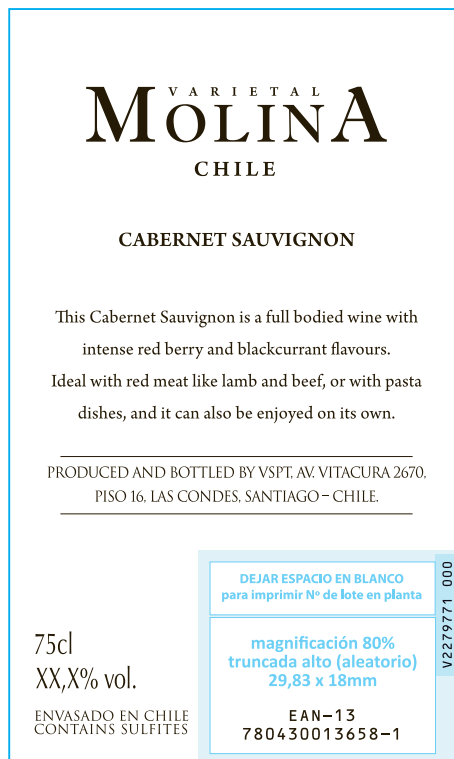 VARIETAL
MOLINA
CHILE
CABERNET SAUVIGNON
This Cabernet Sauvignon is a full bodied wine with
intense red berry and blackcurrant flavours.
Ideal with red meat like lamb and beef, or with pasta
dishes, and it can also be enjoyed on its own.
PRODUCED AND BOTTLED BY VSPT, AV. VITACURA 2670,
PISO 16, LAS CONDES, SANTIAGO – CHILE.
DEJAR ESPACIO EN BLANCO
para imprimir Nº de lote en planta
V2279771 000
75cl
XX,X% vol.
ENVASADO EN CHILE
CONTAINS SULFITES
magnificación 80%
truncada alto (aleatorio)
29,83 x 18mm
EAN-13
780430013658-1